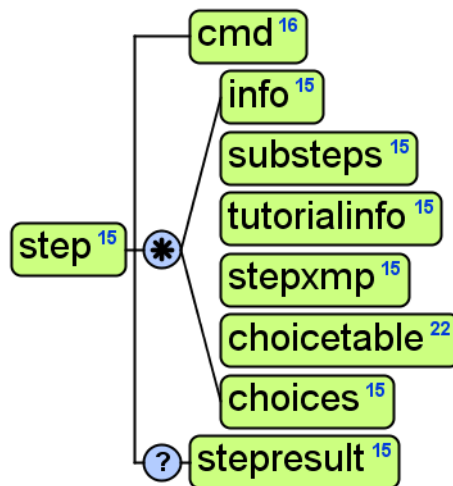 cmd 16
info 15
substeps 15
tutorialinfo 15
step 15
*
stepxmp 15
choicetable 22
choices 15
?
stepresult 15